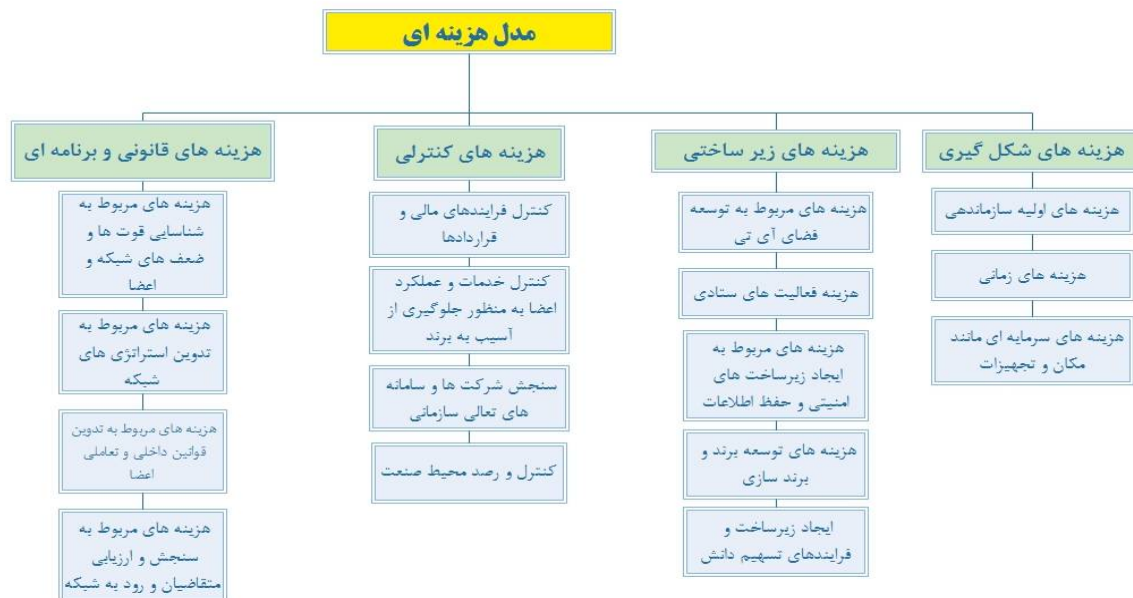 مدل هزینه ای
هزینه های شکل گیری
هزینه های اولیه سازماندهی
هزینه های زمانی
هزینه های سرمایه ای مانند
مکان و تجهیزات
هزینه های زیر ساختی
هزینه های مربوط به توسعه
فضای آی تی
هزینه فعالیت های ستادی
هزینه های مربوط به
ایجاد زیرساخت های
امنیتی و حفظ اطلاعات
هزینه های توسعه برند و
برند سازی
ایجاد زیرساخت و
فرایندهای تسهیم دانش
هزینه های کنترلی
کنترل فرایندهای مالی و
قراردادها
کنترل خدمات و عملکرد
اعضا به منظور جلوگیری از
آسیب به برند
سنجش شرکت ها و سامانه
های تعالی سازمانی
کنترل و رصد محیط صنعت
هزینه های قانونی و برنامه ای
هزینه های مربوط به
شناسایی قوت ها و
ضعف های شبکه و
اعضا
هزینه های مربوط به
تدوین استراتژی های
شبکه
هزینه های مربوط به تدوین
قوانین داخلی و تعاملی
اعضا
هزینه های مربوط به
سنجش و ارزیابی
متقاضیان و رود به شبکه